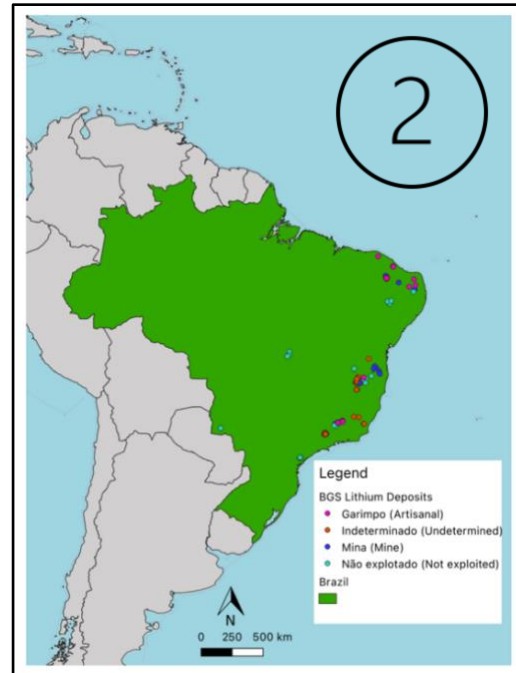 2
Legend
BGS Lithium Deposits
Garimpo (Artisanal)
Indeterminado (Undetermined)
Mina (Mine)
Não explotado (Not exploited)
Brazil
N
0 250 500 km